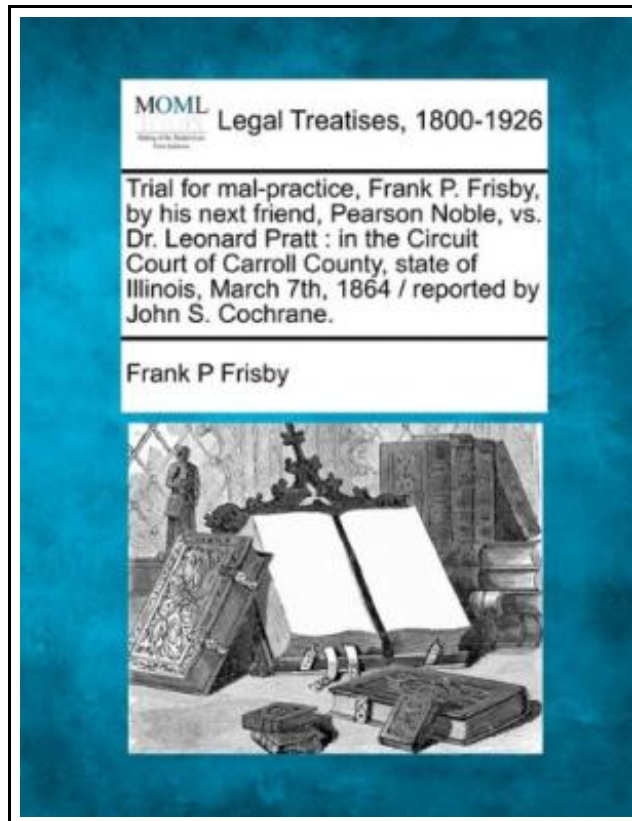 MOML
Legal Treatises, 1800-1926
Trial for mal-practice, Frank P. Frisby,
by his next friend, Pearson Noble, vs.
Dr. Leonard Pratt : in the Circuit
Court of Carroll County, state of
Illinois, March 7th, 1864 / reported by
John S. Cochrane.
Frank P Frisby